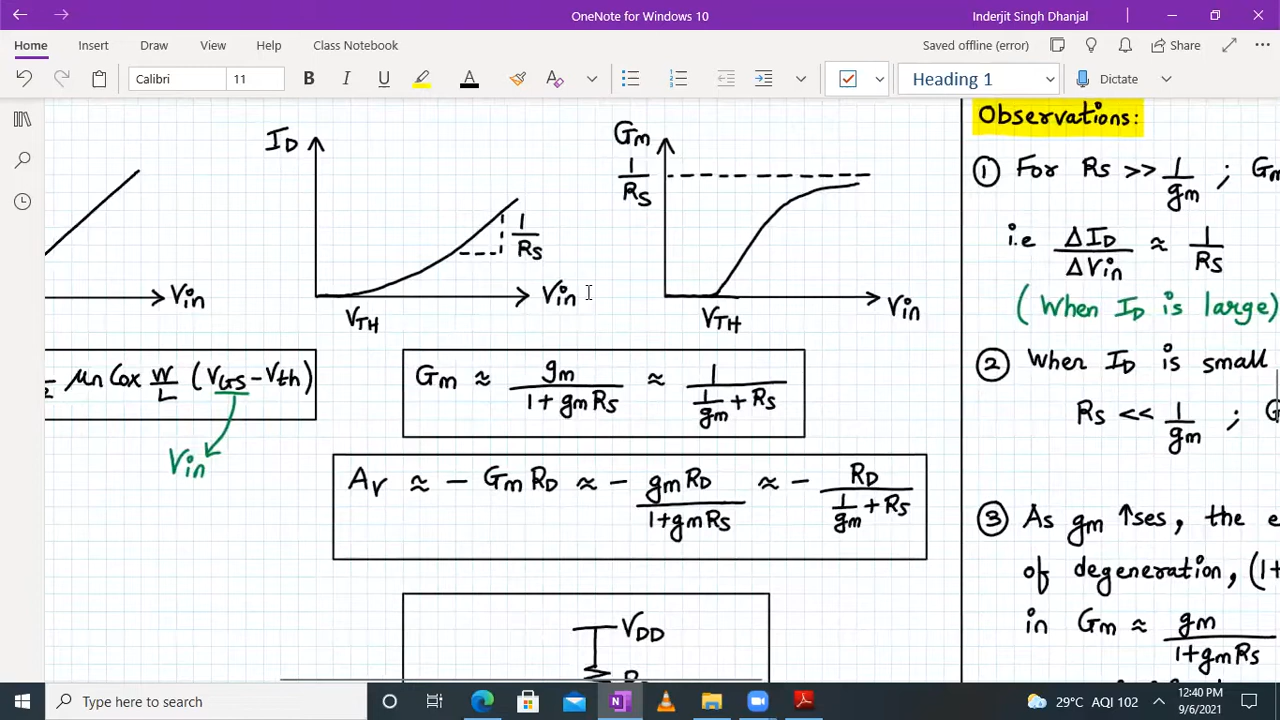 OneNote for Windows 10
Inderjit Singh Dhanjal
Home Insert Draw View Help Class Notebook
Saved offline (error)
Share
Calibri 11 B I U A
Heading 1
Dictate
ID
1/RS
Vin
VTH
Vin
Gm
1/RS
VTH
Vin
μn Cox W/L (VGS - Vth)
Vin
Gm ≈ gm/(1+gmRS) ≈ 1/(1/gm + RS)
Av ≈ - Gm RD ≈ - gm RD/(1+gmRS) ≈ - RD/(1/gm + RS)
VDD
Observations:
① For RS >> 1/gm ;
i.e ΔID/ΔVin ≈ 1/RS
(When ID is large)
② When ID is small
RS << 1/gm ;
③ As gm ↑ses, the
of degeneration, (1+
in Gm ≈ gm/(1+gmRS)
Type here to search
29°C AQI 102
12:40 PM
9/6/2021